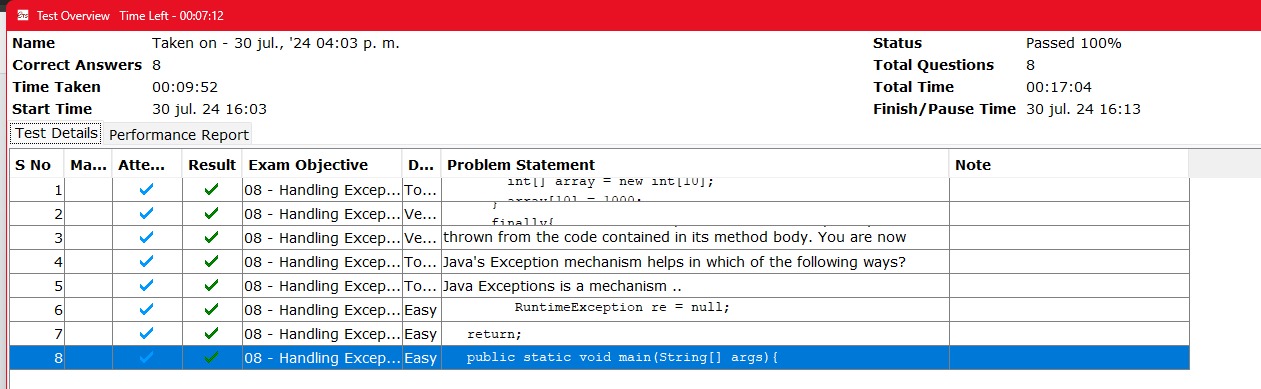 Test Overview Time Left - 00:07:12
Name Taken on - 30 jul., '24 04:03 p. m. Status Passed 100%
Correct Answers 8 Total Questions 8
Time Taken 00:09:52 Total Time 00:17:04
Start Time 30 jul. 24 16:03 Finish/Pause Time 30 jul. 24 16:13
Test Details Performance Report
S No Ma... Atte... Result Exam Objective D... Problem Statement Note
1 08 - Handling Excep... To... int[] array = new int[10];
array[10] = 1000;
2 08 - Handling Excep... Ve... }
finally{
3 08 - Handling Excep... Ve... thrown from the code contained in its method body. You are now
4 08 - Handling Excep... To... Java's Exception mechanism helps in which of the following ways?
5 08 - Handling Excep... To... Java Exceptions is a mechanism ..
6 08 - Handling Excep... Easy RuntimeException re = null;
7 08 - Handling Excep... Easy return;
8 08 - Handling Excep... Easy public static void main(String[] args){